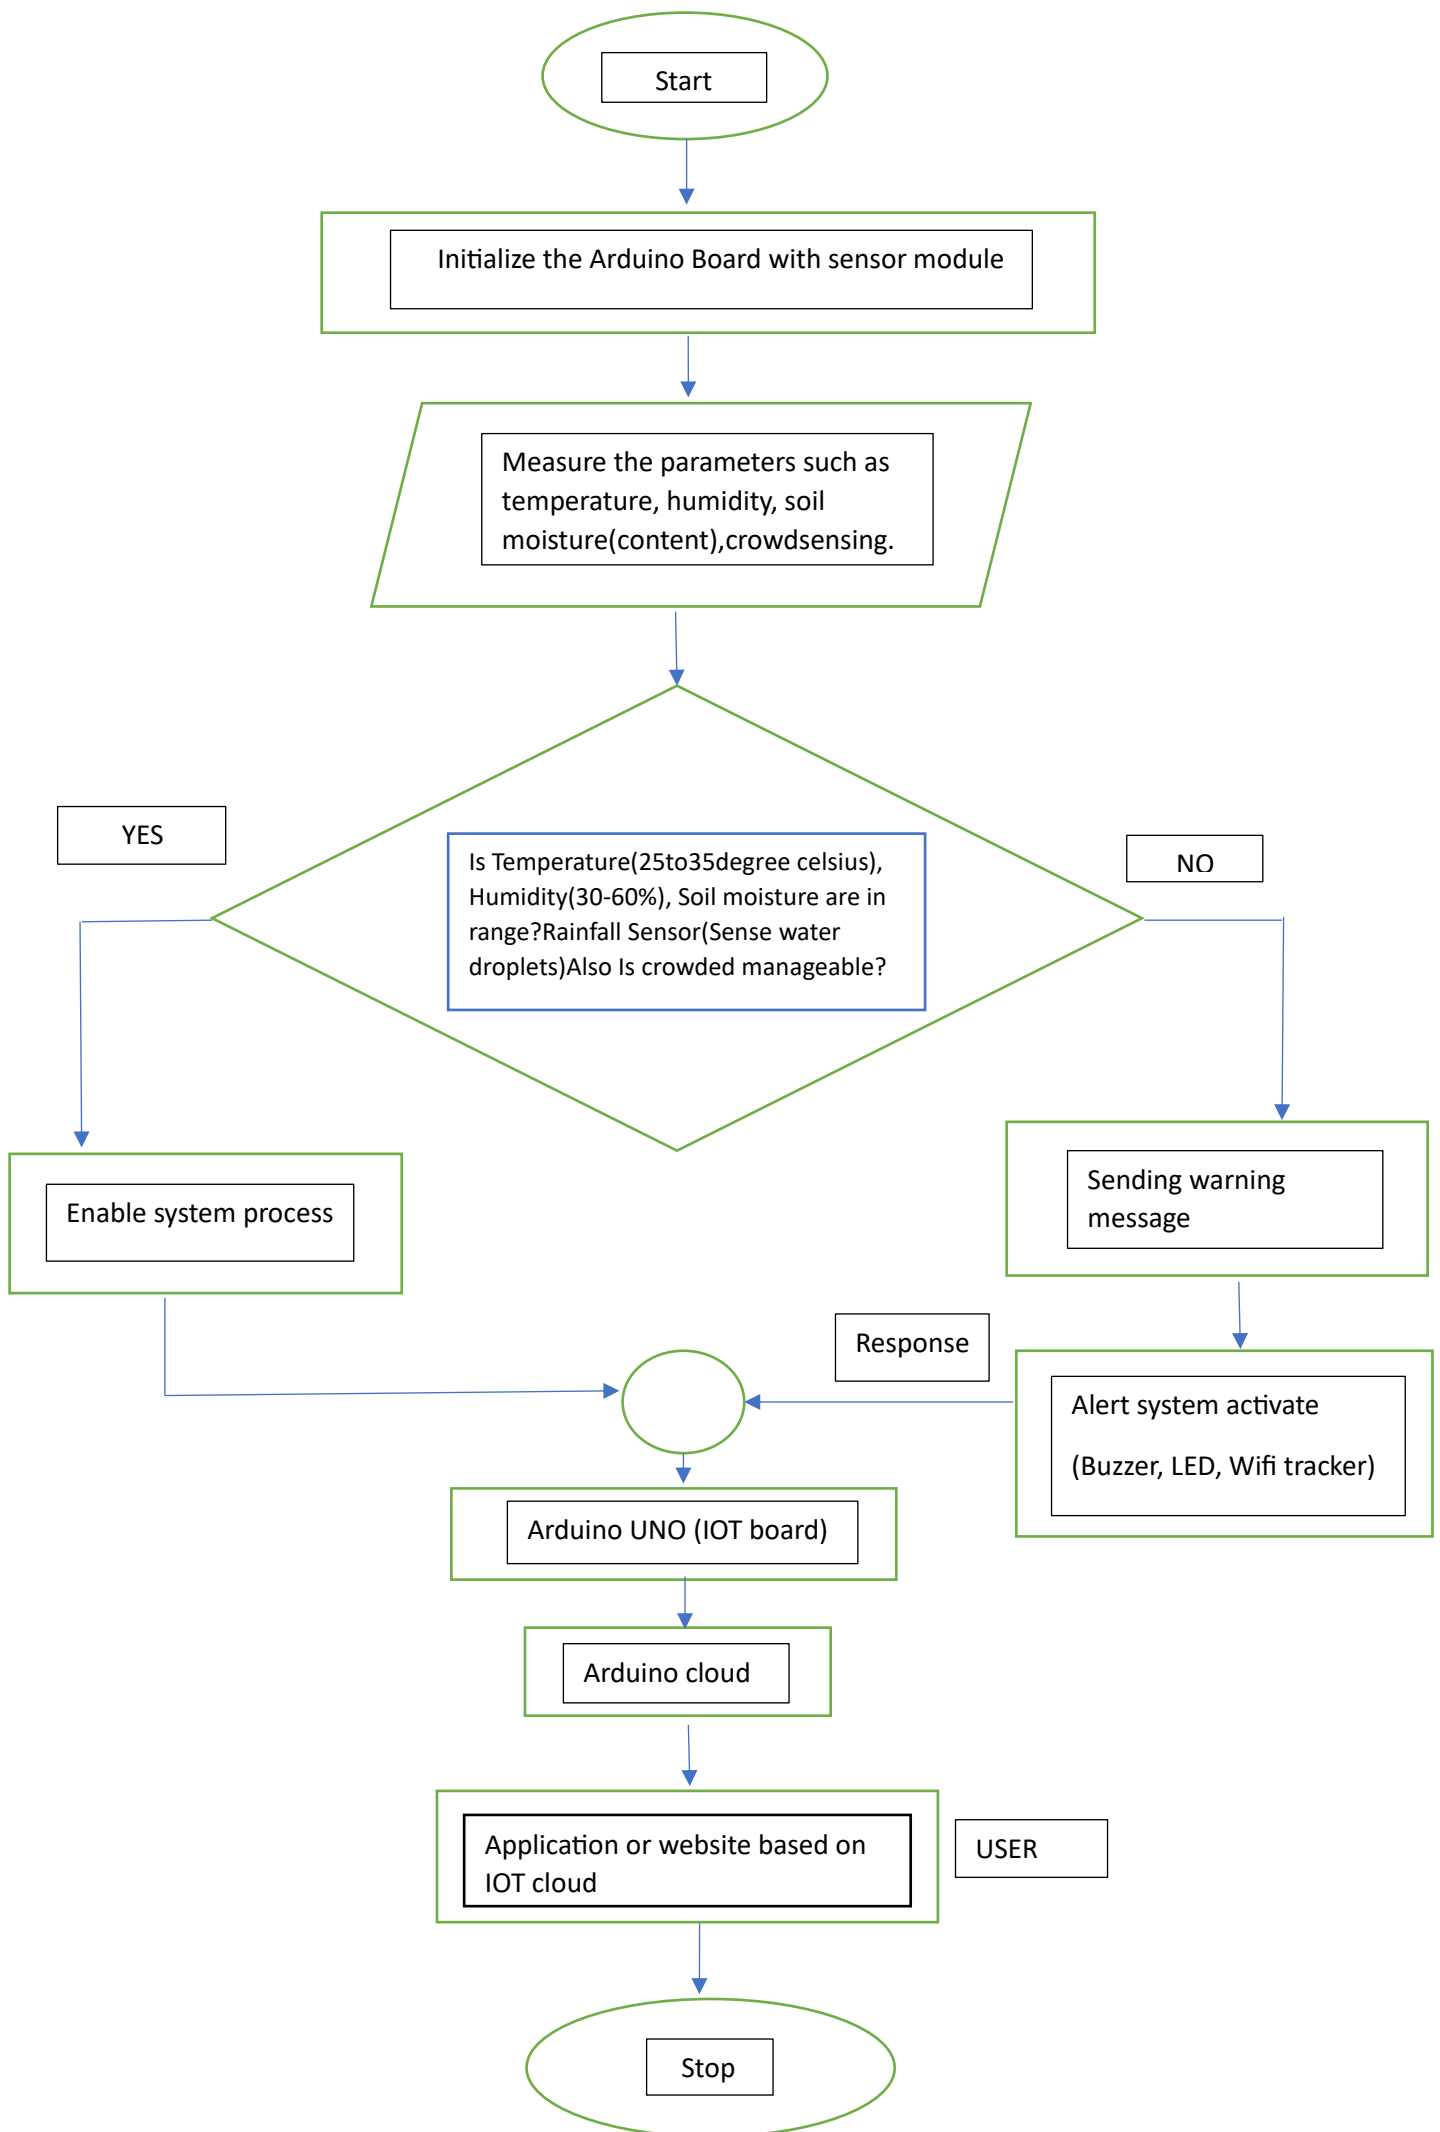 Start
Initialize the Arduino Board with sensor module
Measure the parameters such as
temperature, humidity, soil
moisture(content),crowdsensing.
YES
Is Temperature(25to35degree celsius),
Humidity(30-60%), Soil moisture are in
range?Rainfall Sensor(Sense water
droplets)Also Is crowded manageable?
NO
Enable system process
Sending warning
message
Response
Alert system activate
(Buzzer, LED, Wifi tracker)
Arduino UNO (IOT board)
Arduino cloud
Application or website based on
IOT cloud
USER
Stop